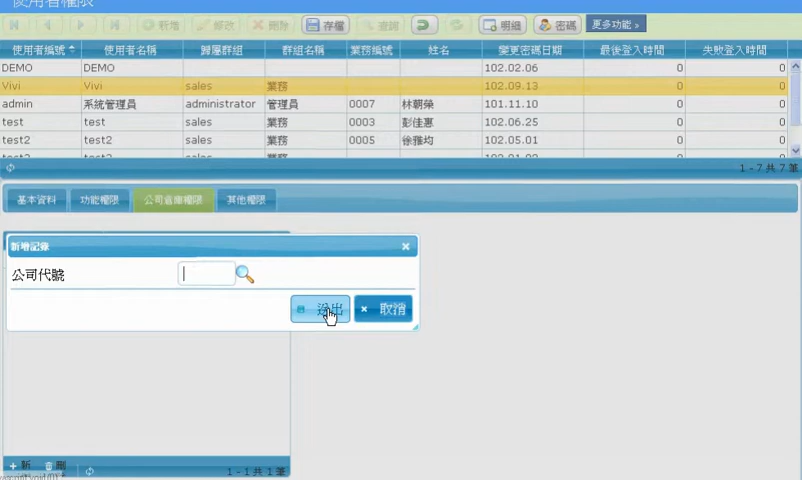 使用者權限
新增 修改 刪除 存檔 查詢 明細 密碼 更多功能 »
使用者編號 使用者名稱 歸屬群組 群組名稱 業務編號 姓名 變更密碼日期 最後登入時間 失敗登入時間
DEMO DEMO 102.02.06 0 0
Vivi Vivi sales 業務 102.09.13 0 0
admin 系統管理員 administrator 管理員 0007 林朝榮 101.11.10 0 0
test test sales 業務 0003 彭佳惠 102.06.25 0 0
test2 test2 sales 業務 0005 徐雅均 102.05.01 0 0
1 - 7 共 7 筆
基本資料 功能權限 公司倉庫權限 其他權限
新增記錄
公司代號
送出 取消
新 刪 1 - 1 共 1 筆